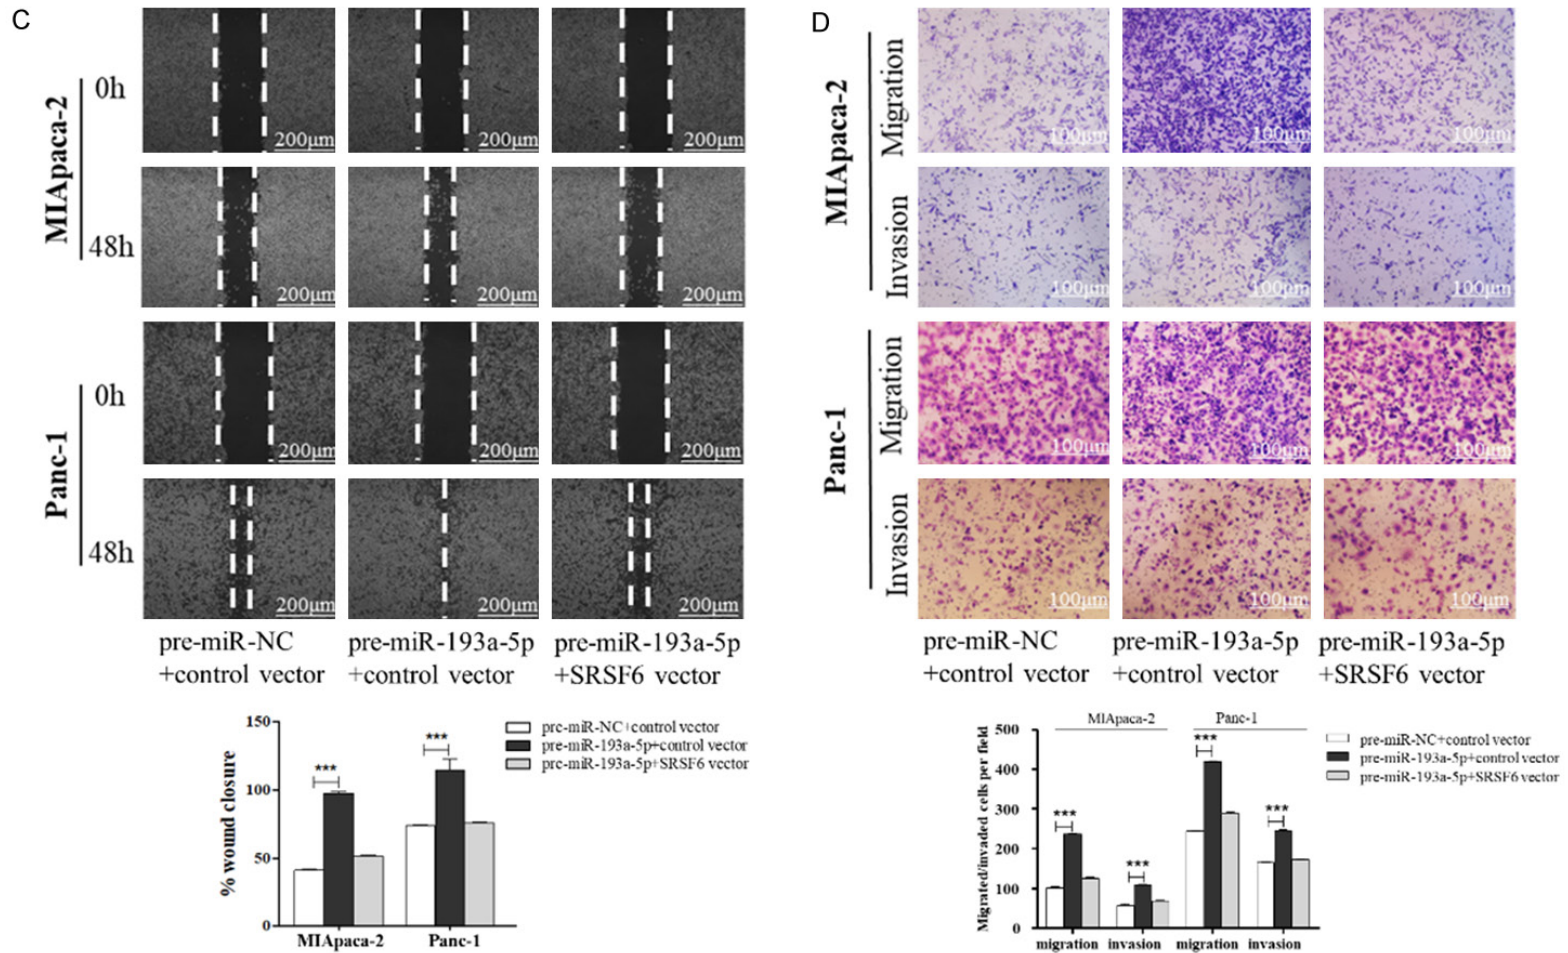 C
MIApaca-2
0h
200μm
200μm
200μm
48h
200μm
200μm
200μm
Panc-1
0h
200μm
200μm
200μm
48h
200μm
200μm
200μm
pre-miR-NC
+control vector
pre-miR-193a-5p
+control vector
pre-miR-193a-5p
+SRSF6 vector
% wound closure
150
100
50
0
***
***
MIApaca-2
Panc-1
pre-miR-NC+control vector
pre-miR-193a-5p+control vector
pre-miR-193a-5p+SRSF6 vector
D
MIApaca-2
Migration
100μm
100μm
100μm
Invasion
100μm
100μm
100μm
Panc-1
Migration
100μm
100μm
100μm
Invasion
100μm
100μm
100μm
pre-miR-NC
+control vector
pre-miR-193a-5p
+control vector
pre-miR-193a-5p
+SRSF6 vector
Migrated/invaded cells per field
500
400
300
200
100
0
MIApaca-2
Panc-1
***
***
***
***
migration
invasion
migration
invasion
pre-miR-NC+control vector
pre-miR-193a-5p+control vector
pre-miR-193a-5p+SRSF6 vector